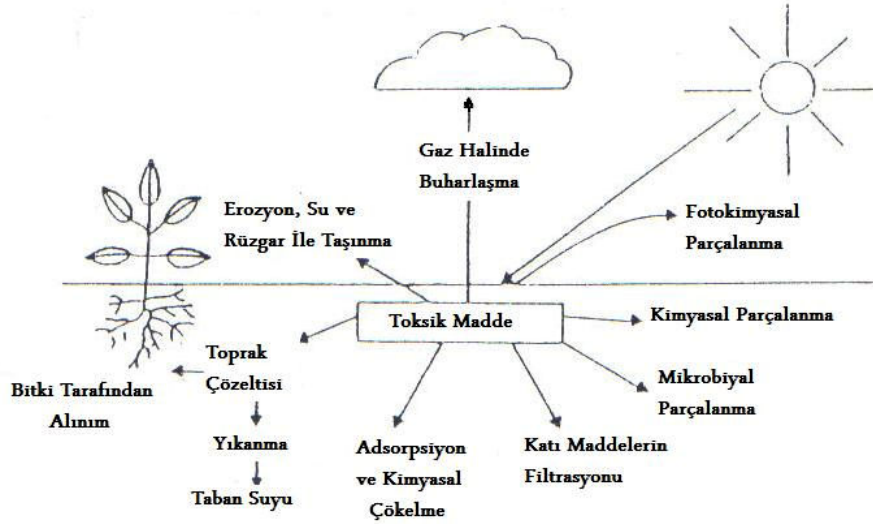 Gaz Halinde
Buharlaşma
Erozyon, Su ve
Rüzgar İle Taşınma
Fotokimyasal
Parçalanma
Toksik Madde
Kimyasal Parçalanma
Toprak
Çözeltisi
Mikrobiyal
Parçalanma
Bitki Tarafından
Alınım
Yıkanma
Adsorpsiyon
ve Kimyasal
Çökelme
Katı Maddelerin
Filtrasyonu
Taban Suyu